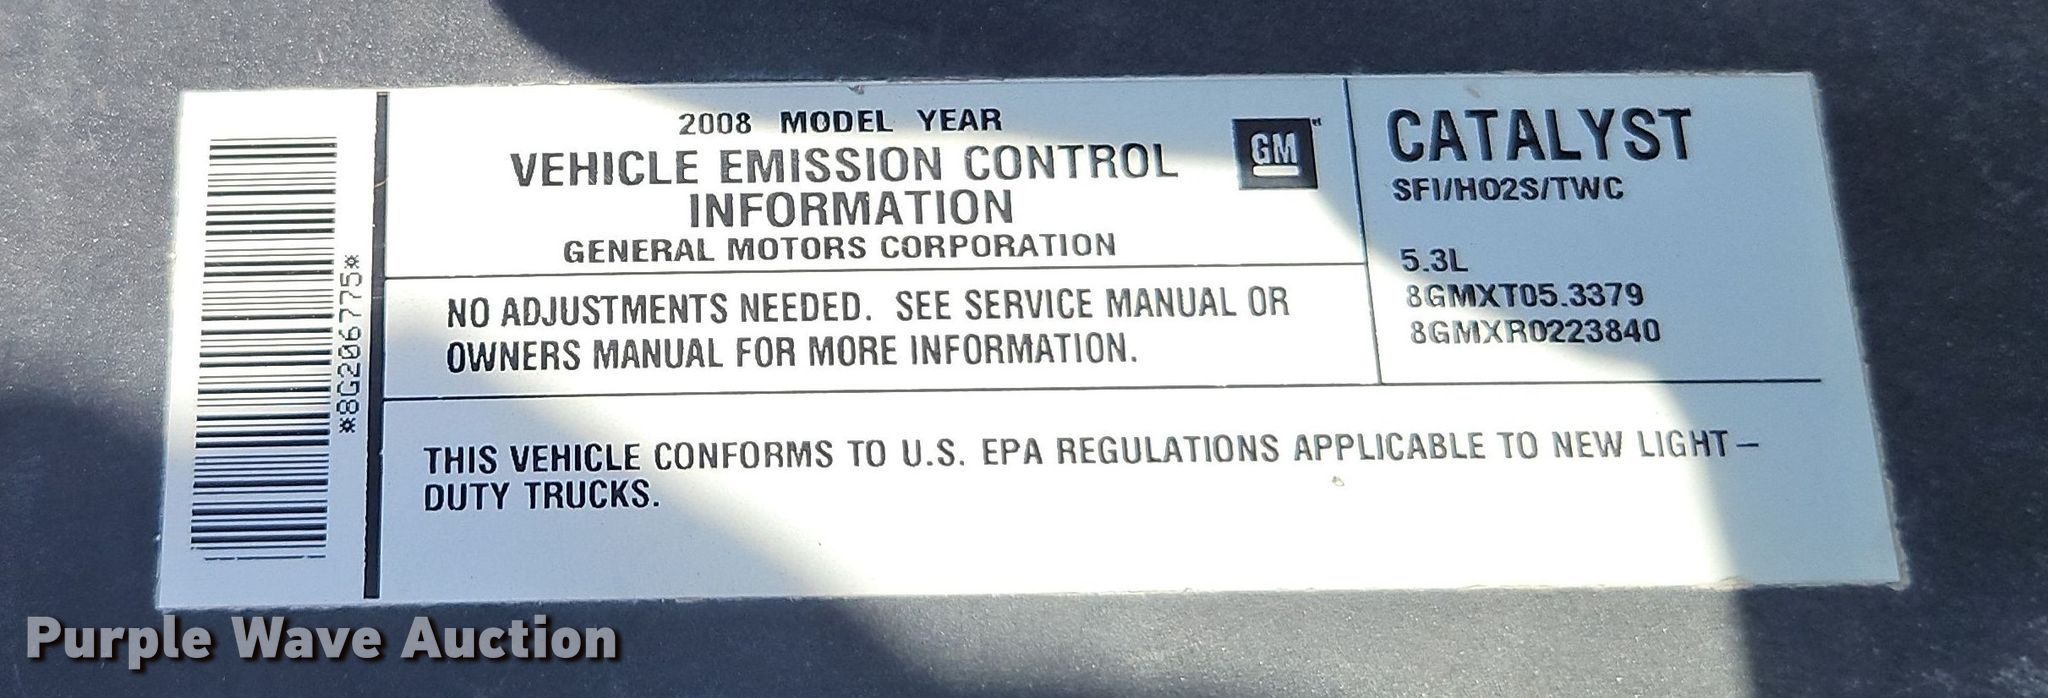 2008 MODEL YEAR
VEHICLE EMISSION CONTROL
INFORMATION
GENERAL MOTORS CORPORATION
GM
NO ADJUSTMENTS NEEDED. SEE SERVICE MANUAL OR
OWNERS MANUAL FOR MORE INFORMATION.
CATALYST
SFI/HO2S/TWC
5.3L
8GMXT05.3379
8GMXR0223840
THIS VEHICLE CONFORMS TO U.S. EPA REGULATIONS APPLICABLE TO NEW LIGHT-
DUTY TRUCKS.
*8G206775*
Purple Wave Auction